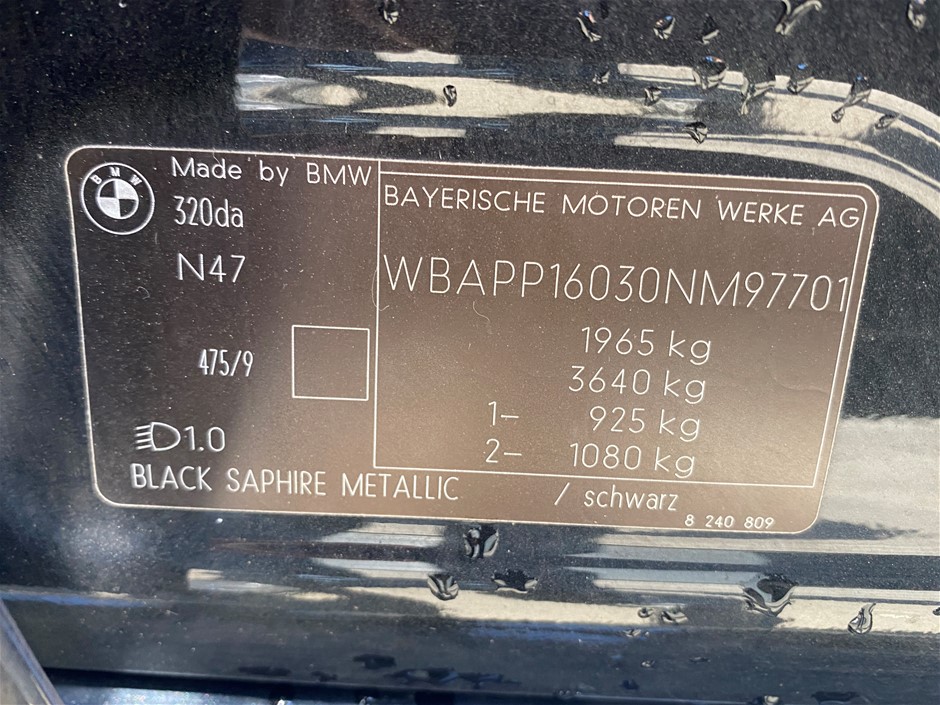 BMW
Made by BMW
320da
N47
475/9
1.0
BLACK SAPHIRE METALLIC / schwarz
BAYERISCHE MOTOREN WERKE AG
WBAPP16030NM97701
1965 kg
3640 kg
1- 925 kg
2- 1080 kg
8 240 809